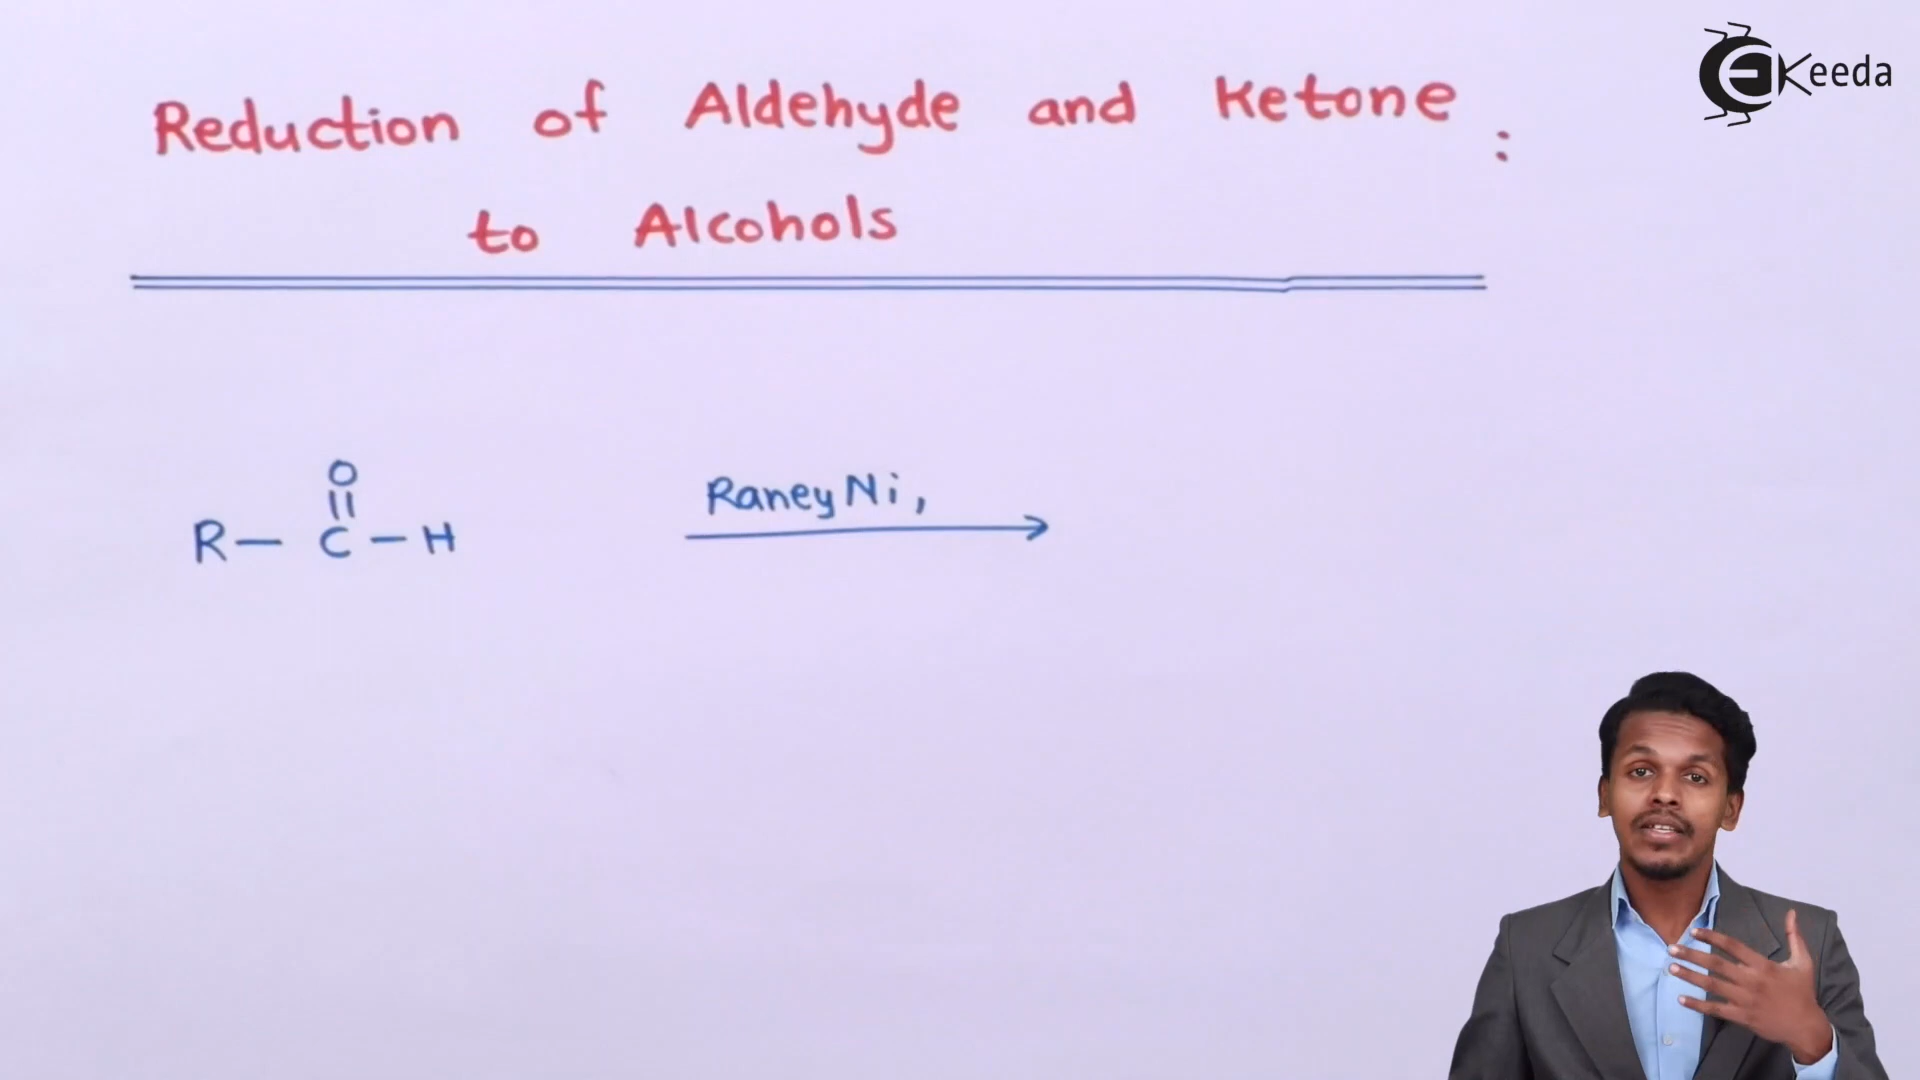 Reduction of Aldehyde and Ketone :
to Alcohols
EKeeda
O
||
R — C — H
Raney Ni,